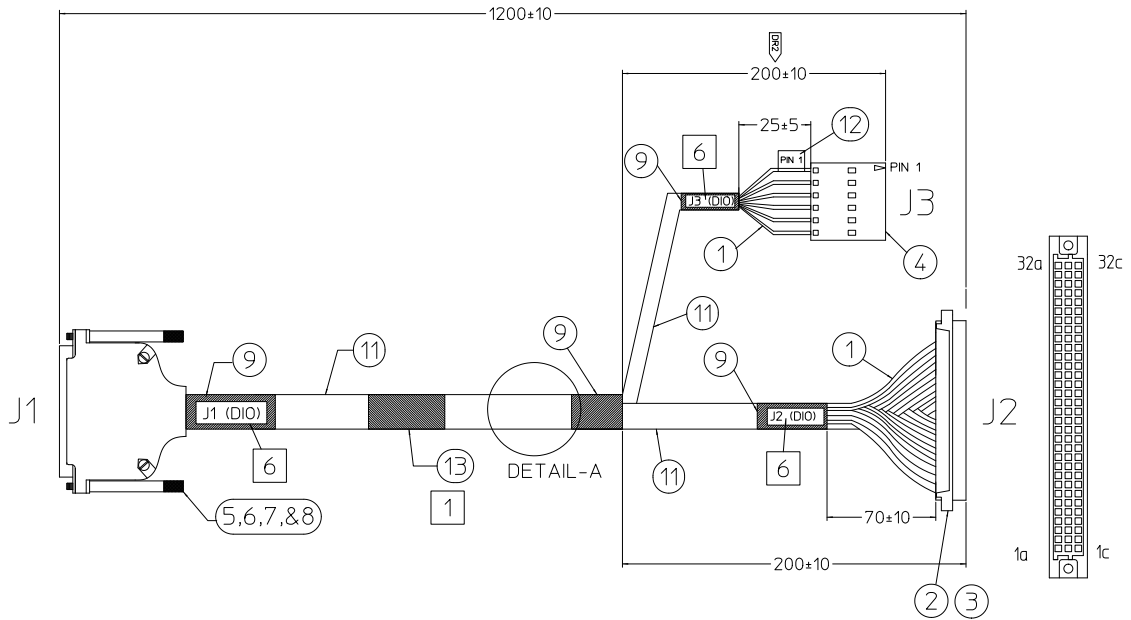 1200±10
DR2
200±10
25±5
12
9
6
PIN 1
PIN 1
J3 (DIO)
J3
1
4
32a
32c
11
9
11
9
9
1
J1
J1 (DIO)
J2 (DIO)
J2
6
13
DETAIL-A
11
6
1
5,6,7,&8
70±10
1a
1c
200±10
2
3